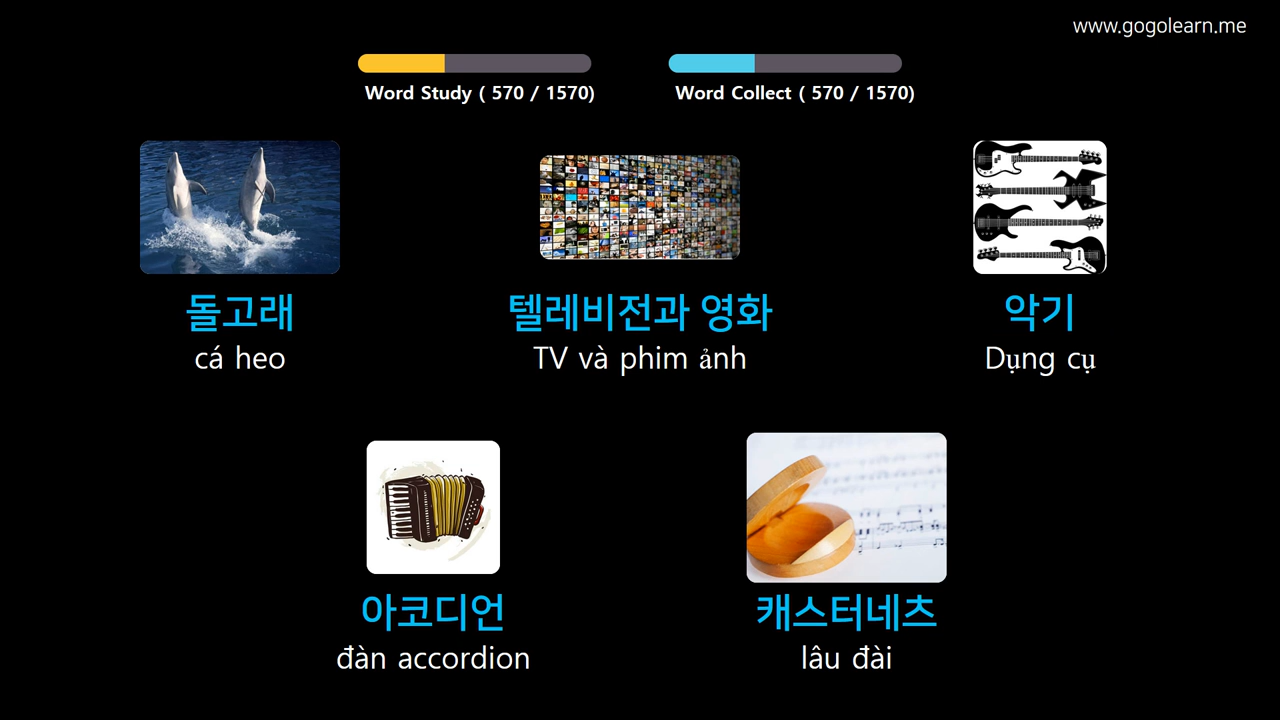 www.gogolearn.me
Word Study ( 570 / 1570)
Word Collect ( 570 / 1570)
돌고래
cá heo
텔레비전과 영화
TV và phim ảnh
악기
Dụng cụ
아코디언
đàn accordion
캐스터네츠
lâu đài